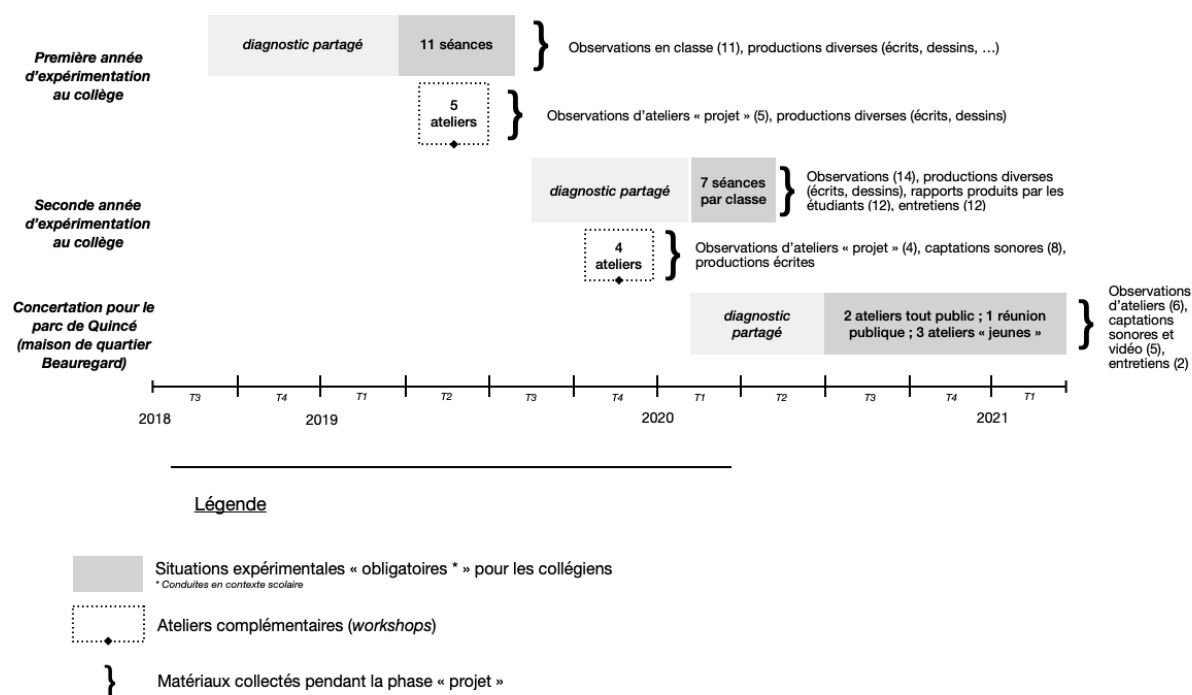 Première année
d'expérimentation
au collège
diagnostic partagé
11 séances
Observations en classe (11), productions diverses (écrits, dessins, …)
5
ateliers
Observations d'ateliers « projet » (5), productions diverses (écrits, dessins)
Seconde année
d'expérimentation
au collège
diagnostic partagé
7 séances
par classe
Observations (14), productions diverses
(écrits, dessins), rapports produits par les
étudiants (12), entretiens (12)
4
ateliers
Observations d'ateliers « projet » (4), captations sonores (8),
productions écrites
Concertation pour le
parc de Quincé
(maison de quartier
Beauregard)
diagnostic
partagé
2 ateliers tout public ; 1 réunion
publique ; 3 ateliers « jeunes »
Observations
d'ateliers (6),
captations
sonores et
vidéo (5),
entretiens (2)
T3 T4 T1 T2 T3 T4 T1 T2 T3 T4 T1
2018 2019 2020 2021
Légende
Situations expérimentales « obligatoires * » pour les collégiens
* Conduites en contexte scolaire
Ateliers complémentaires (workshops)
Matériaux collectés pendant la phase « projet »